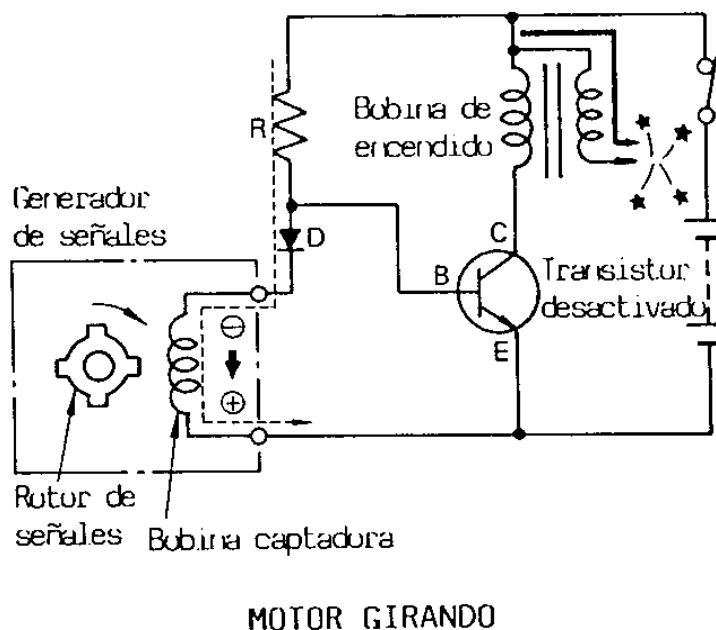 R
Bobina de
encendido
Generador
de señales
D
C
B
Transistor
desactivado
E
⊖
⊕
Rotor de
señales
Bobina captadora
MOTOR GIRANDO